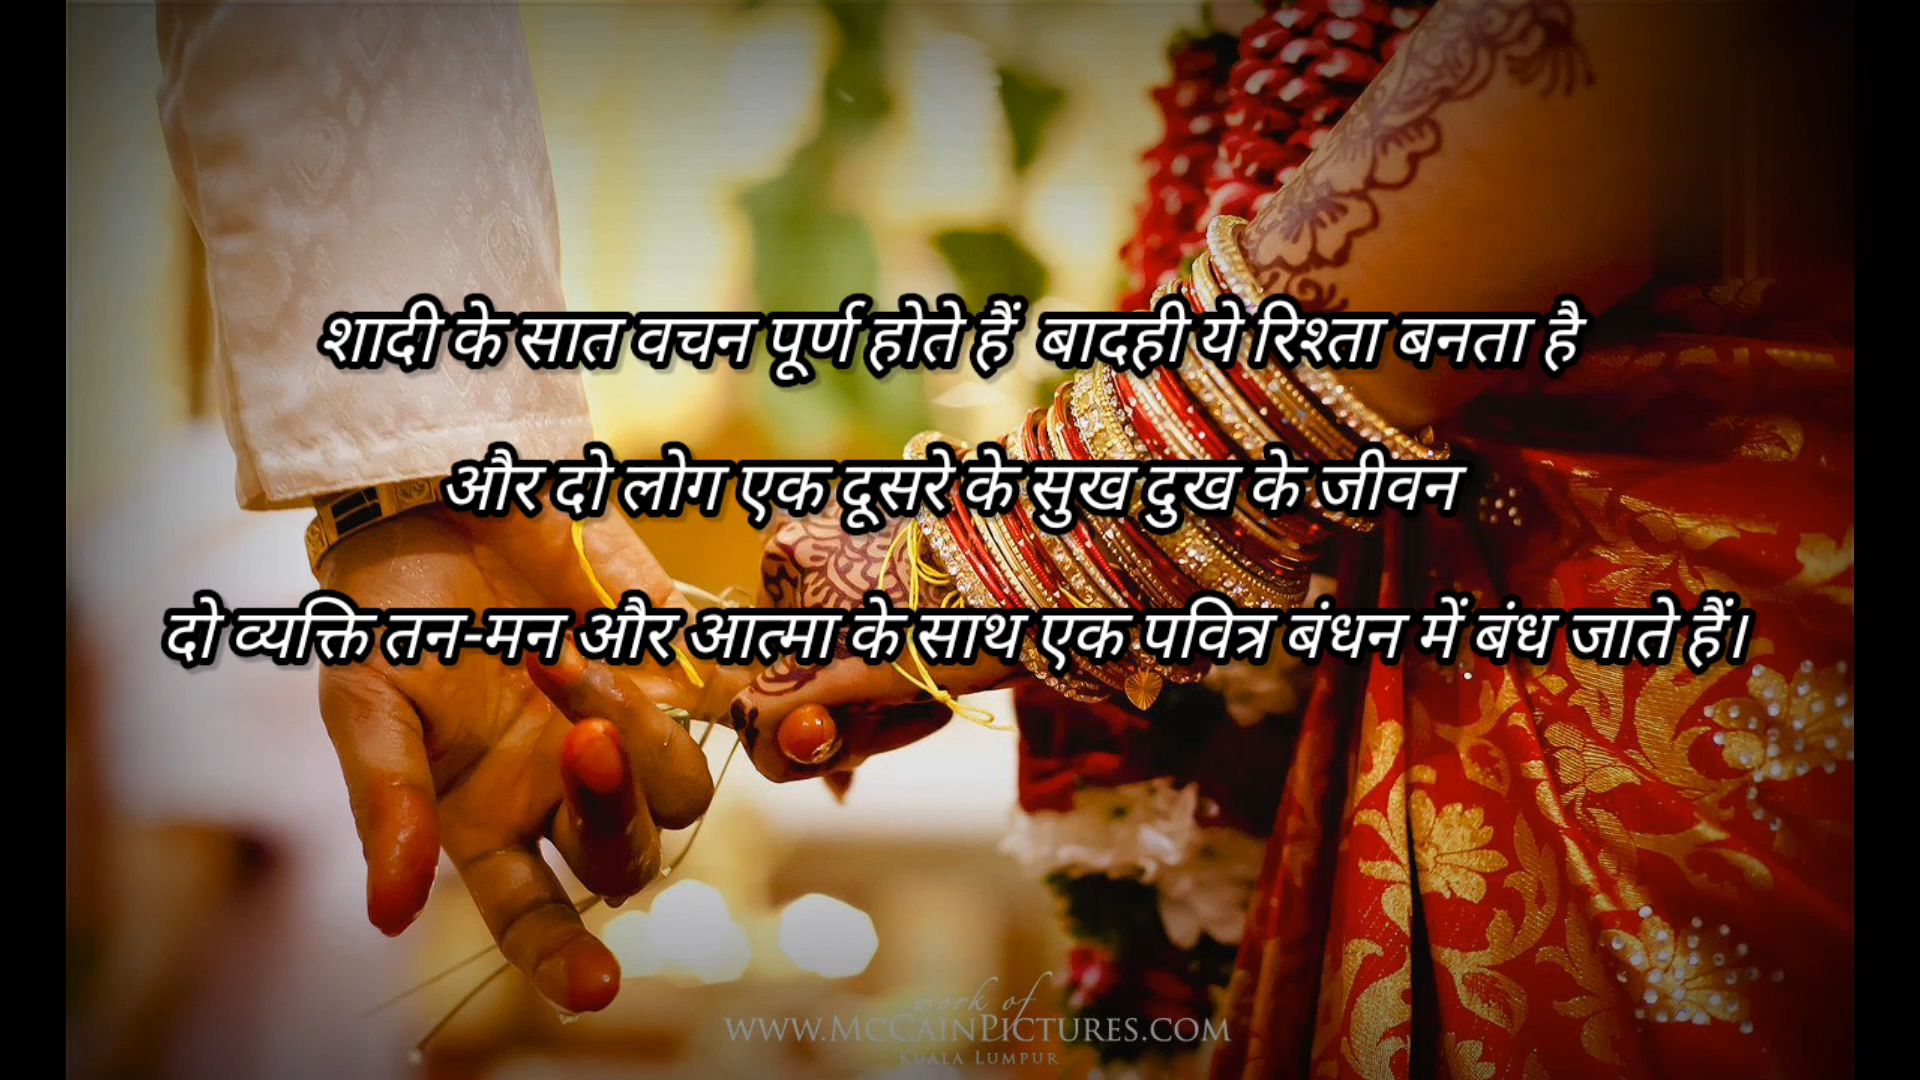 शादी के सात वचन पूर्ण होते हैं बादही ये रिश्ता बनता है
और दो लोग एक दूसरे के सुख दुख के जीवन
दो व्यक्ति तन-मन और आत्मा के साथ एक पवित्र बंधन में बंध जाते हैं।
work of
WWW.MCCAINPICTURES.COM
KUALA LUMPUR